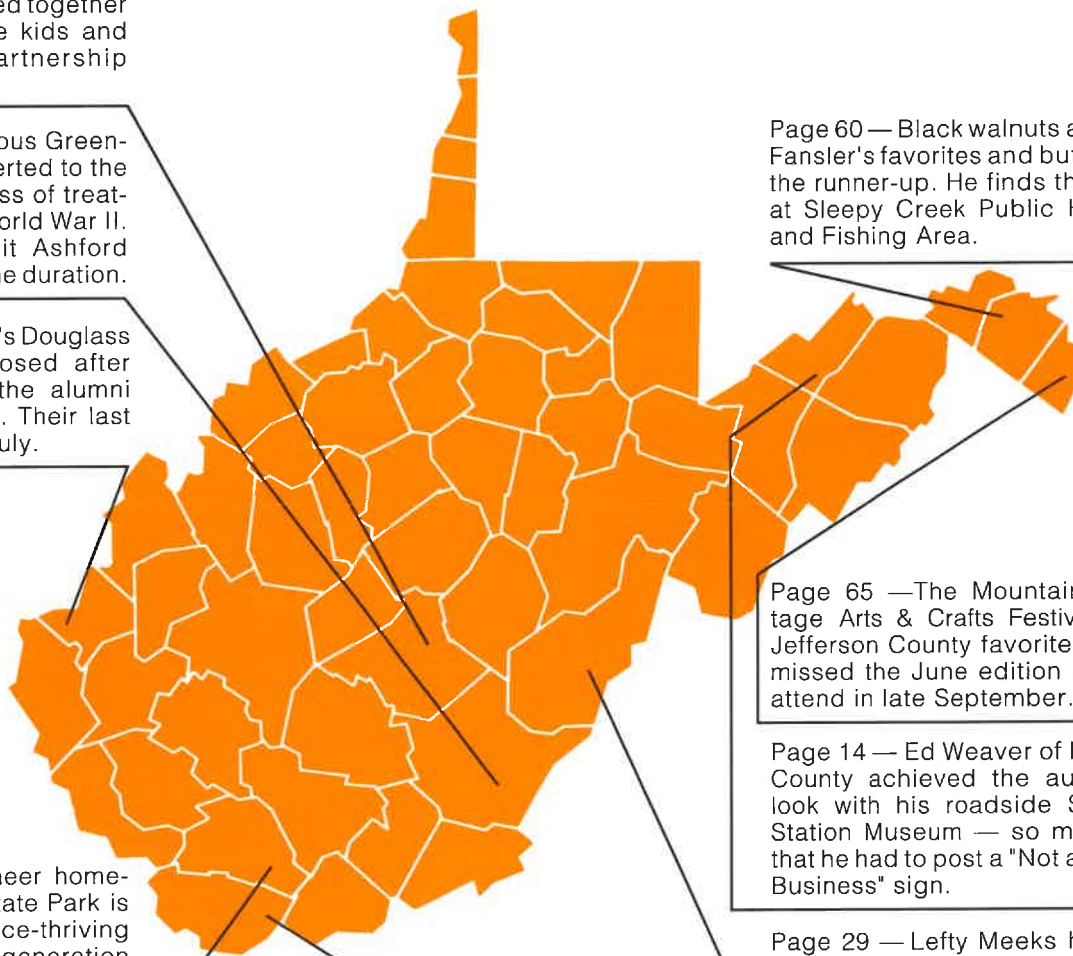 ed together
e kids and
artnership
ous Green-
erted to the
ss of treat-
orld War II.
it Ashford
ne duration.
's Douglass
osed after
the alumni
. Their last
uly.
neer home-
tate Park is
ce-thriving
generation
Page 60 — Black walnuts a
Fansler's favorites and but
the runner-up. He finds th
at Sleepy Creek Public H
and Fishing Area.
Page 65 —The Mountain
tage Arts & Crafts Festiv
Jefferson County favorite
missed the June edition
attend in late September.
Page 14 — Ed Weaver of
County achieved the au
look with his roadside S
Station Museum — so m
that he had to post a "Not a
Business" sign.
Page 29 — Lefty Meeks h